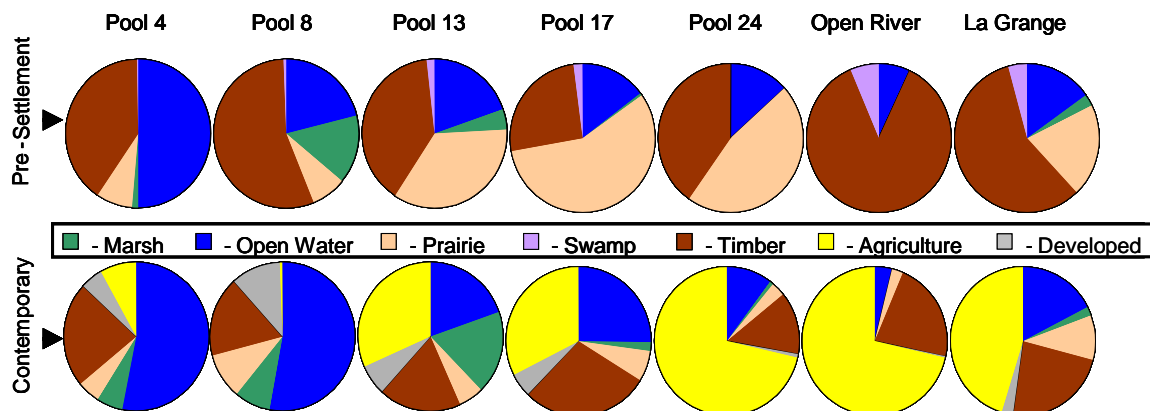 Pool 4 Pool 8 Pool 13 Pool 17 Pool 24 Open River La Grange
Pre -Settlement
- Marsh - Open Water - Prairie - Swamp - Timber - Agriculture - Developed
Contemporary